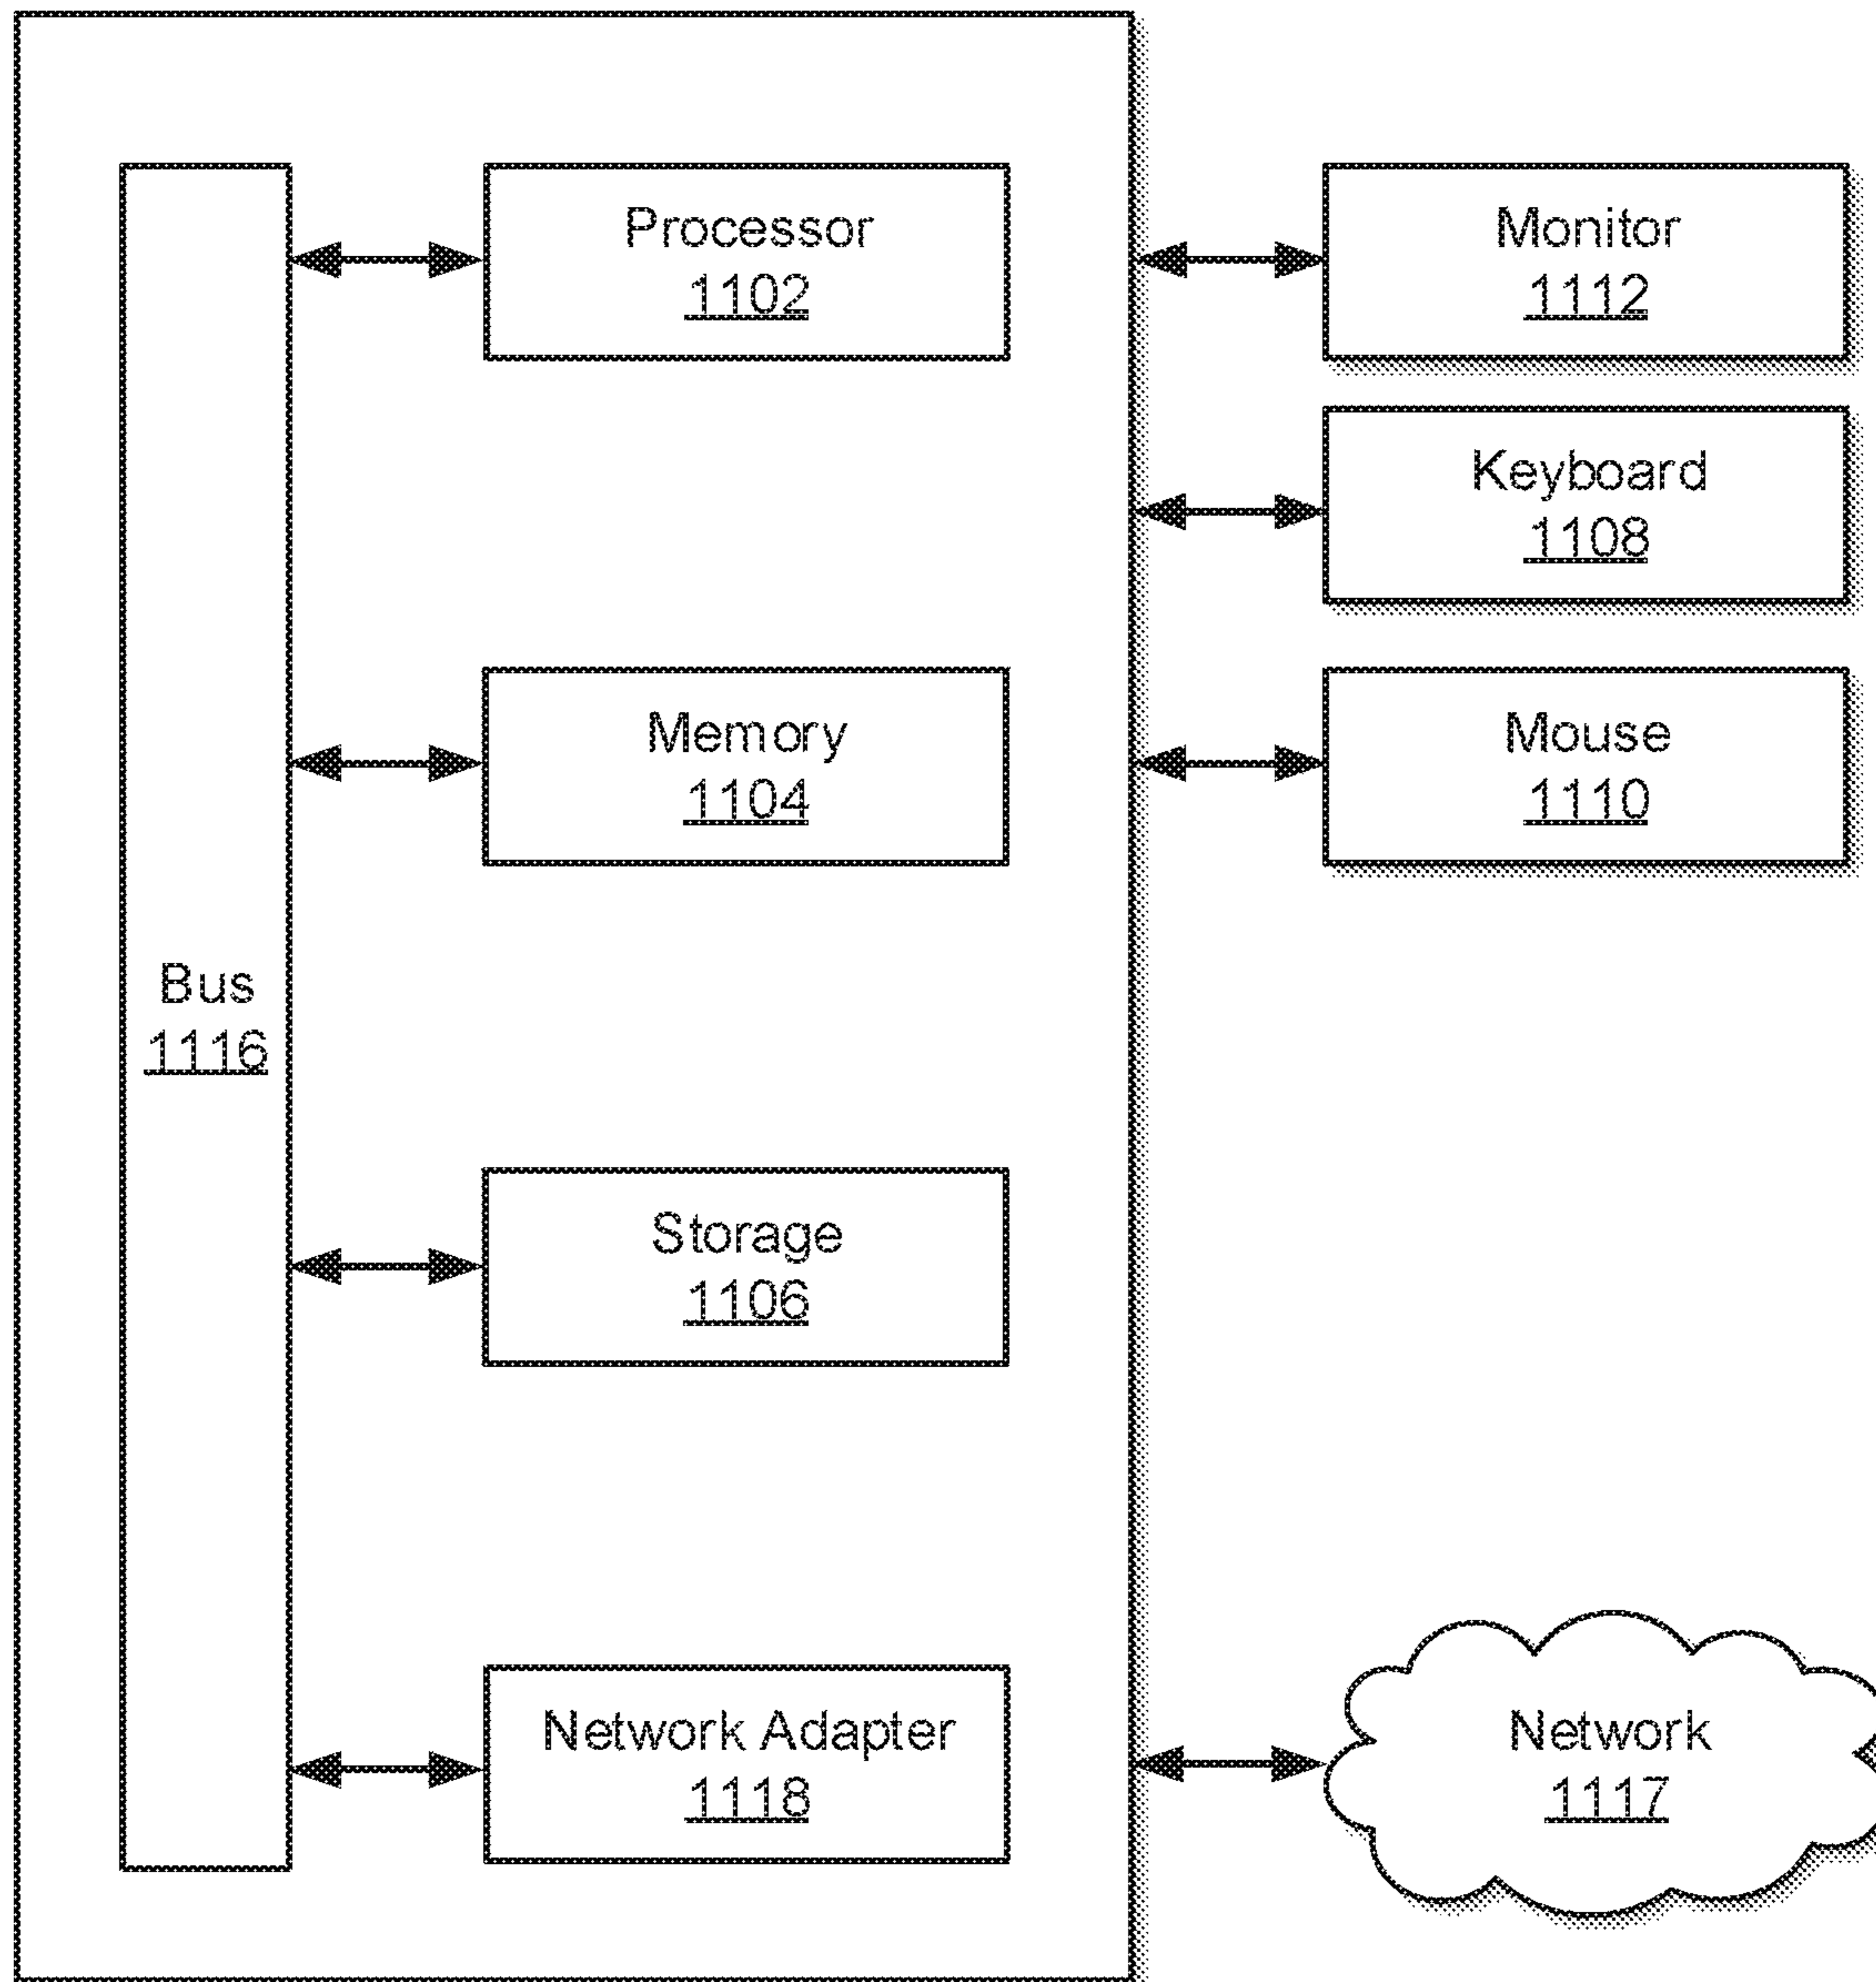 Processor
1102
Monitor
1112
Keyboard
1108
Memory
1104
Mouse
1110
Bus
1116
Storage
1106
Network Adapter
1118
Network
1117